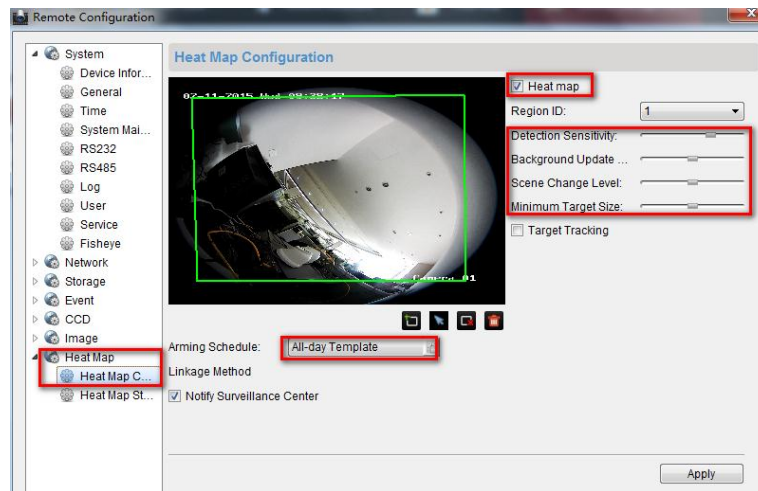 Remote Configuration
System
Device Infor...
General
Time
System Mai...
RS232
RS485
Log
User
Service
Fisheye
Network
Storage
Event
CCD
Image
Heat Map
Heat Map C...
Heat Map St...
Heat Map Configuration
02-11-2015 Wed 08:28:47
Camera 01
Heat map
Region ID:
1
Detection Sensitivity:
Background Update ...
Scene Change Level:
Minimum Target Size:
Target Tracking
Arming Schedule:
All-day Template
Linkage Method
Notify Surveillance Center
Apply